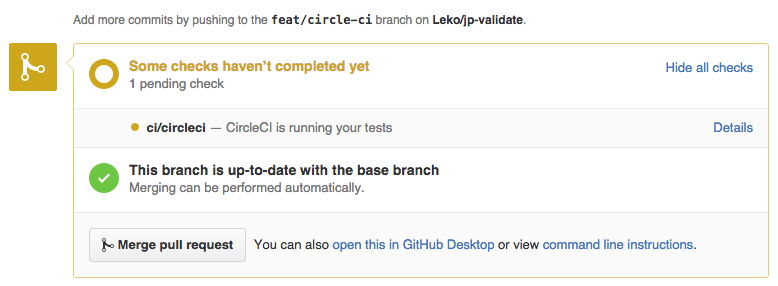 Add more commits by pushing to the feat/circle-ci branch on Leko/jp-validate.
Some checks haven't completed yet
Hide all checks
1 pending check
ci/circleci — CircleCI is running your tests
Details
This branch is up-to-date with the base branch
Merging can be performed automatically.
Merge pull request
You can also open this in GitHub Desktop or view command line instructions.